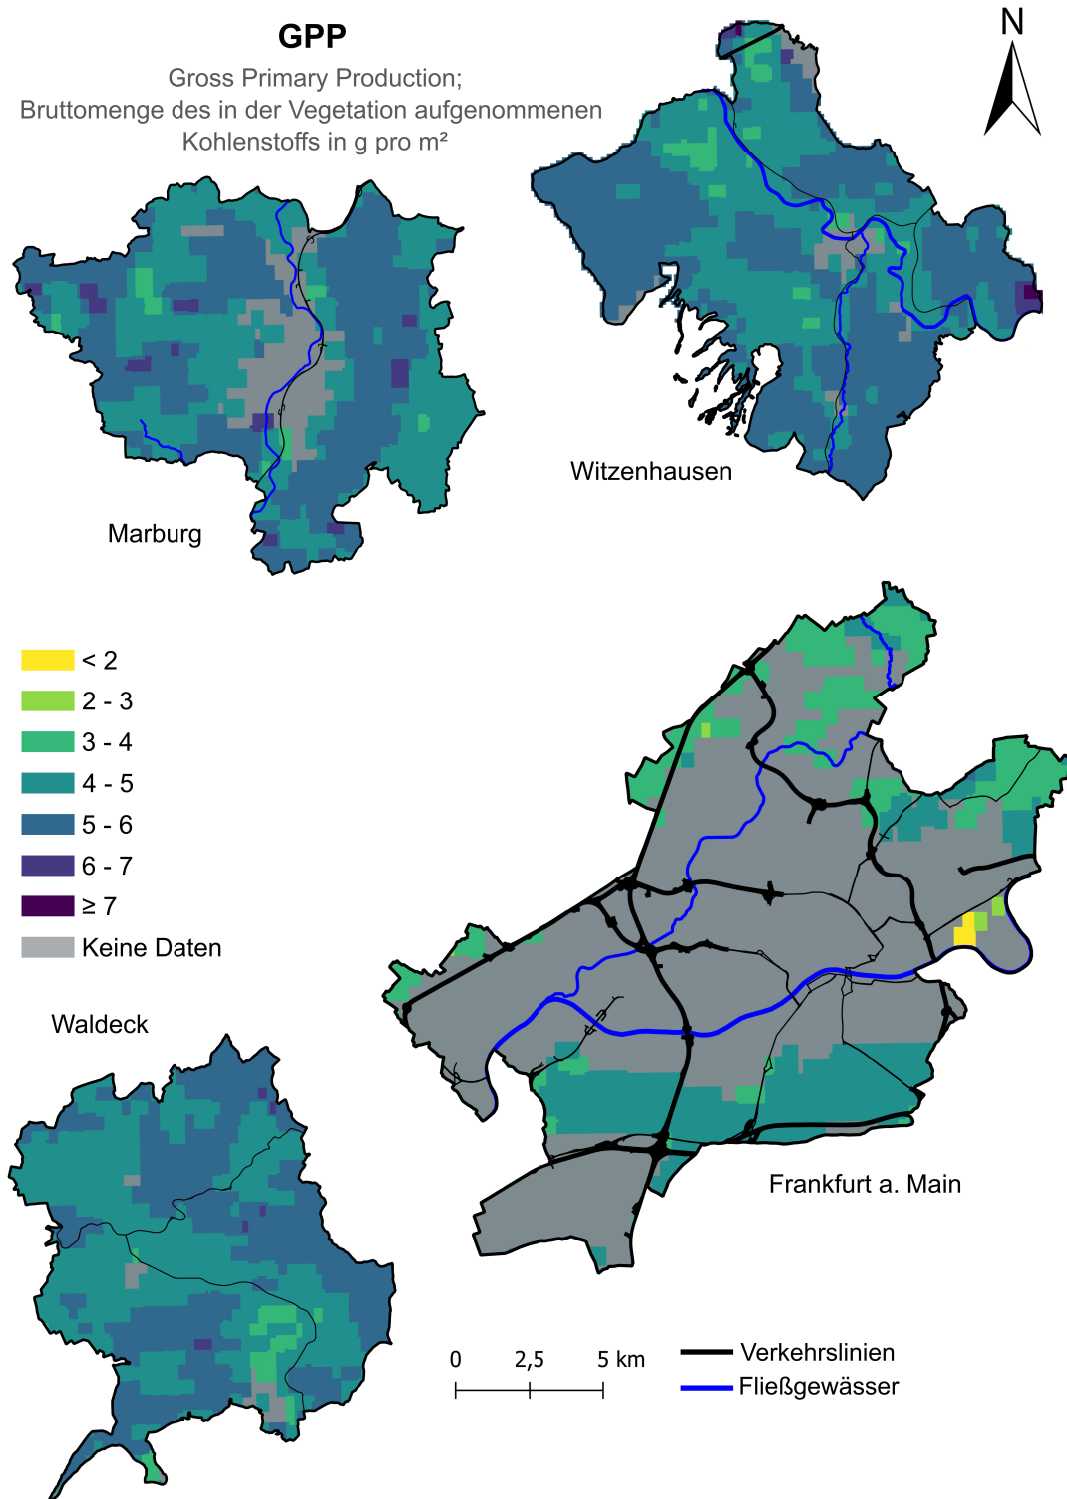 GPP
Gross Primary Production;
Bruttomenge des in der Vegetation aufgenommenen
Kohlenstoffs in g pro m²
N
Witzenhausen
Marburg
< 2
2 - 3
3 - 4
4 - 5
5 - 6
6 - 7
≥ 7
Keine Daten
Waldeck
Frankfurt a. Main
0 2,5 5 km
Verkehrslinien
Fließgewässer